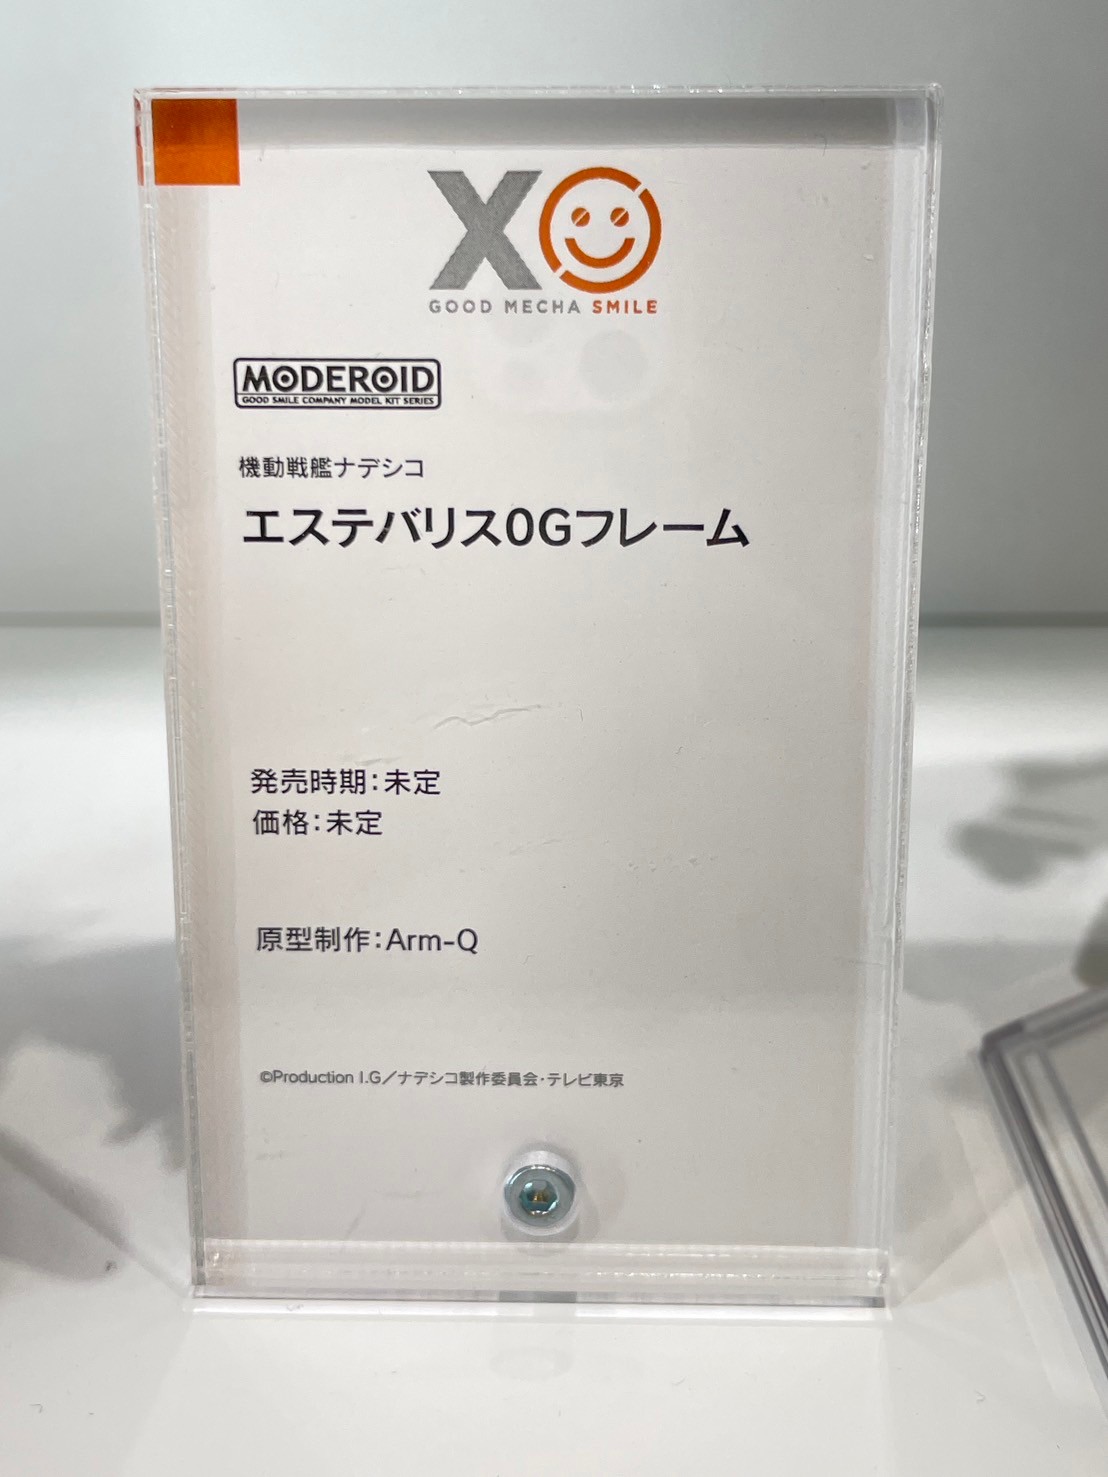 XO
GOOD MECHA SMILE
MODEROID
GOOD SMILE COMPANY MODEL KIT SERIES
機動戦艦ナデシコ
エステバリス0Gフレーム
発売時期：未定
価格：未定
原型制作：Arm-Q
©Production I.G／ナデシコ製作委員会・テレビ東京